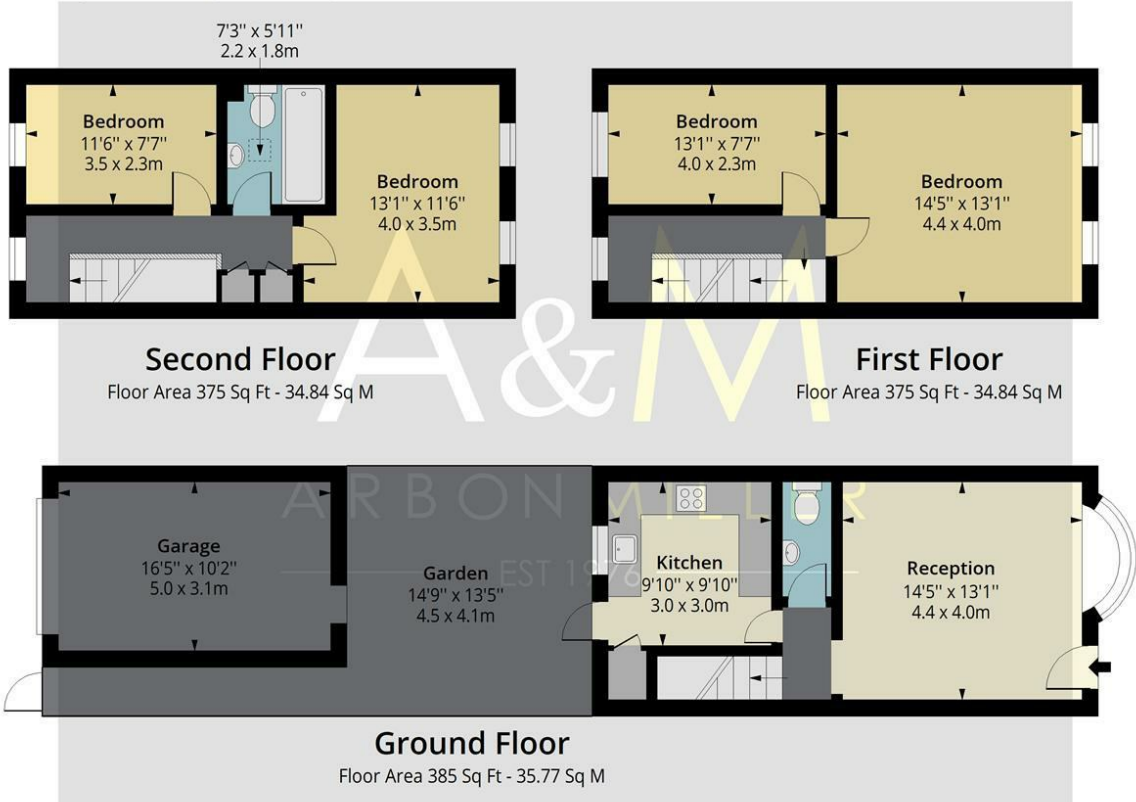 7'3" x 5'11"
2.2 x 1.8m
Bedroom
11'6" x 7'7"
3.5 x 2.3m
Bedroom
13'1" x 11'6"
4.0 x 3.5m
Second Floor
Floor Area 375 Sq Ft - 34.84 Sq M
Bedroom
13'1" x 7'7"
4.0 x 2.3m
Bedroom
14'5" x 13'1"
4.4 x 4.0m
First Floor
Floor Area 375 Sq Ft - 34.84 Sq M
A&M
ARBON MILLER
EST 1976
Garage
16'5" x 10'2"
5.0 x 3.1m
Garden
14'9" x 13'5"
4.5 x 4.1m
Kitchen
9'10" x 9'10"
3.0 x 3.0m
Reception
14'5" x 13'1"
4.4 x 4.0m
Ground Floor
Floor Area 385 Sq Ft - 35.77 Sq M